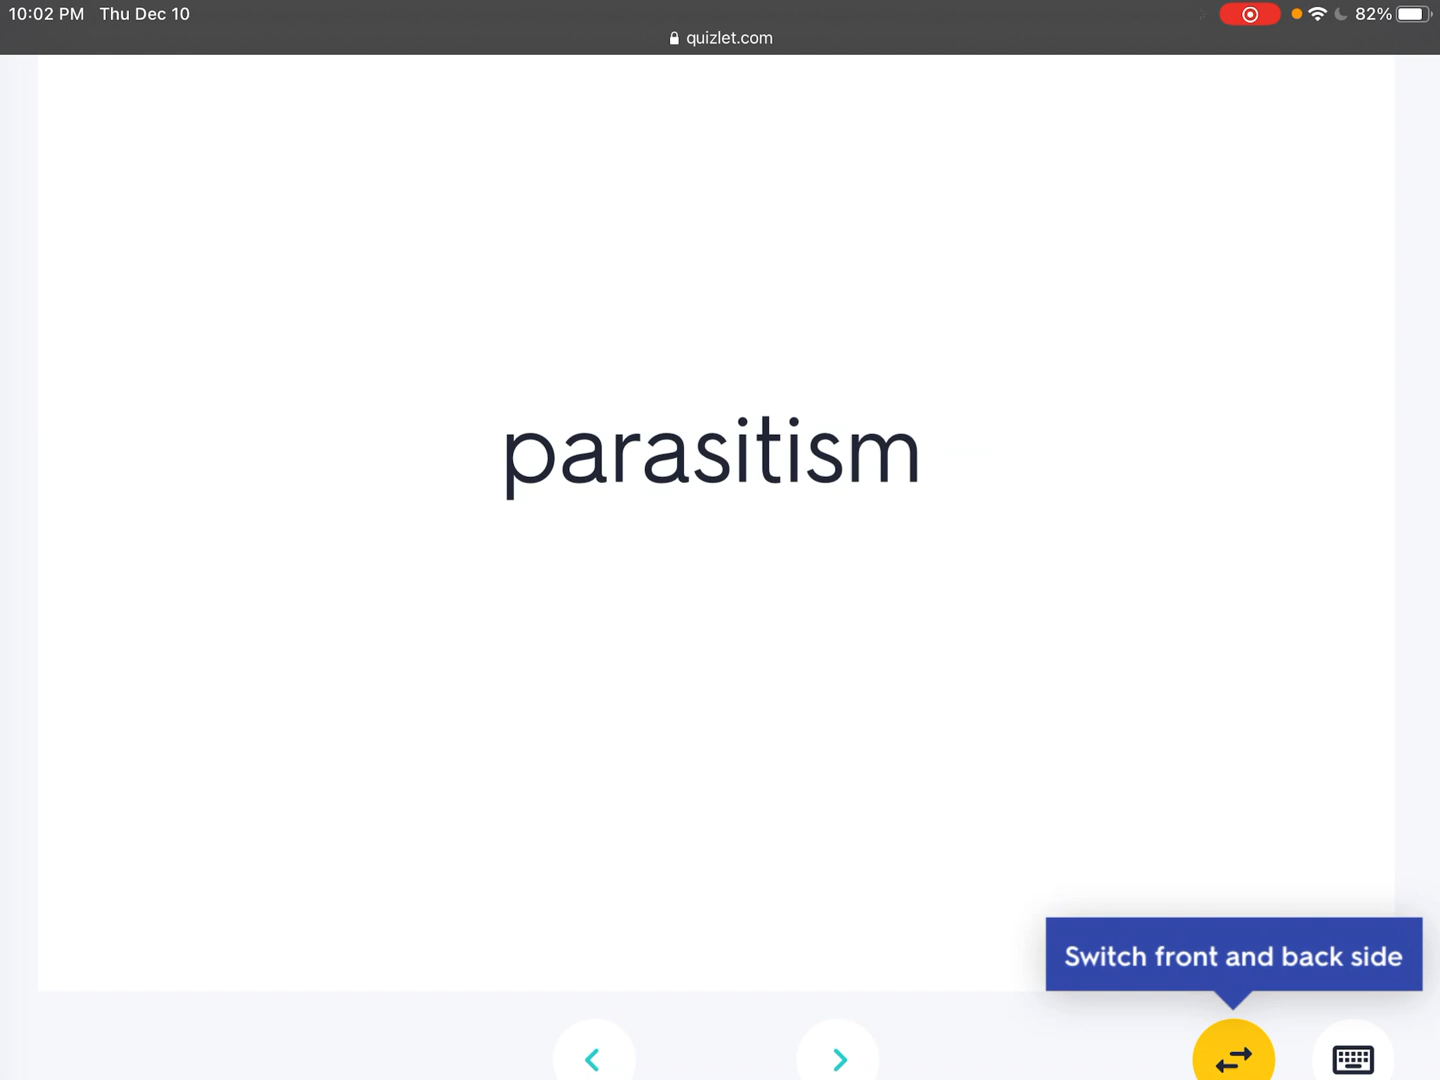 10:02 PM Thu Dec 10
82%
quizlet.com
parasitism
Switch front and back side